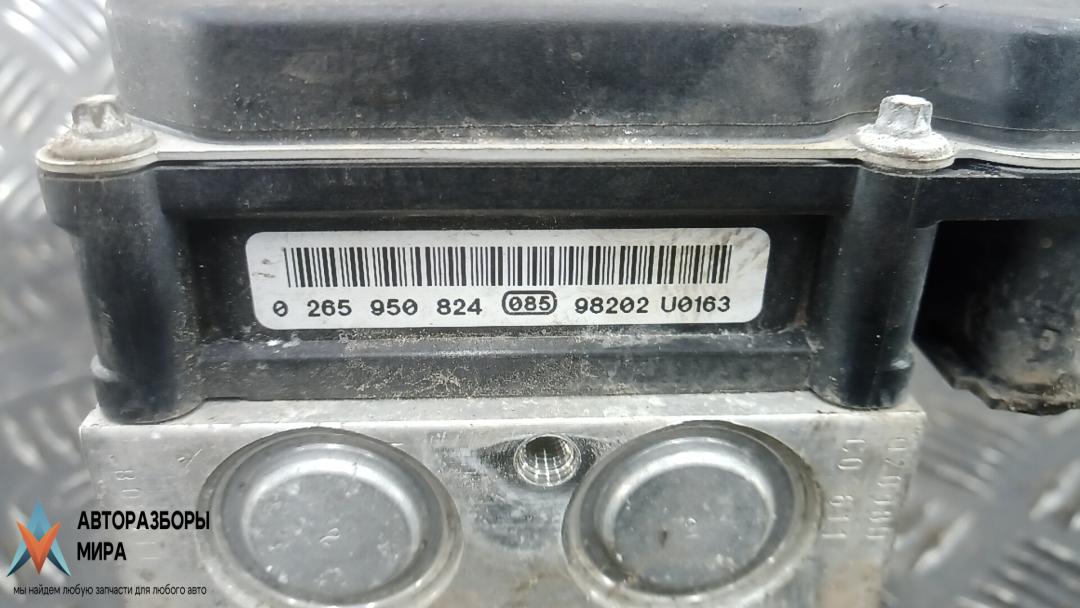 0 265 950 824 085 98202 U0163
АВТОРАЗБОРЫ
МИРА
мы найдем любую запчасти для любого авто